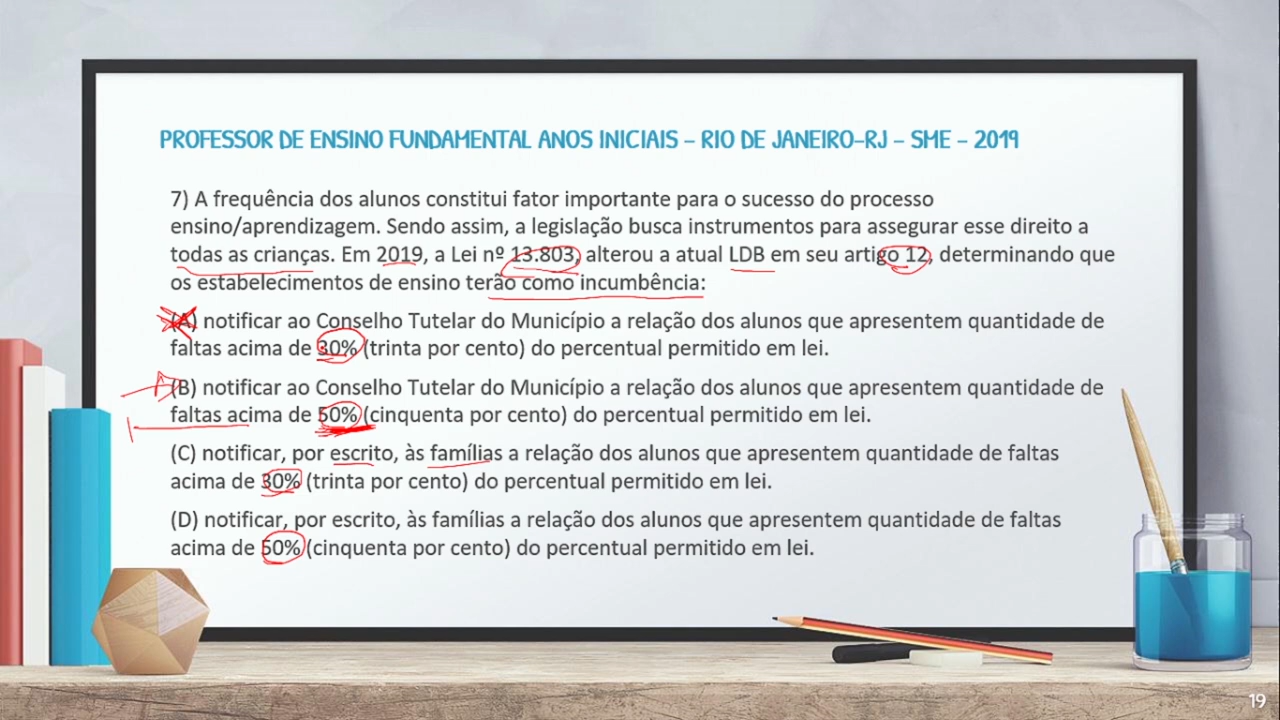 PROFESSOR DE ENSINO FUNDAMENTAL ANOS INICIAIS – RIO DE JANEIRO-RJ – SME – 2019
7) A frequência dos alunos constitui fator importante para o sucesso do processo
ensino/aprendizagem. Sendo assim, a legislação busca instrumentos para assegurar esse direito a
todas as crianças. Em 2019, a Lei nº 13.803, alterou a atual LDB em seu artigo 12, determinando que
os estabelecimentos de ensino terão como incumbência:
(A) notificar ao Conselho Tutelar do Município a relação dos alunos que apresentem quantidade de
faltas acima de 30% (trinta por cento) do percentual permitido em lei.
(B) notificar ao Conselho Tutelar do Município a relação dos alunos que apresentem quantidade de
faltas acima de 50% (cinquenta por cento) do percentual permitido em lei.
(C) notificar, por escrito, às famílias a relação dos alunos que apresentem quantidade de faltas
acima de 30% (trinta por cento) do percentual permitido em lei.
(D) notificar, por escrito, às famílias a relação dos alunos que apresentem quantidade de faltas
acima de 50% (cinquenta por cento) do percentual permitido em lei.
19